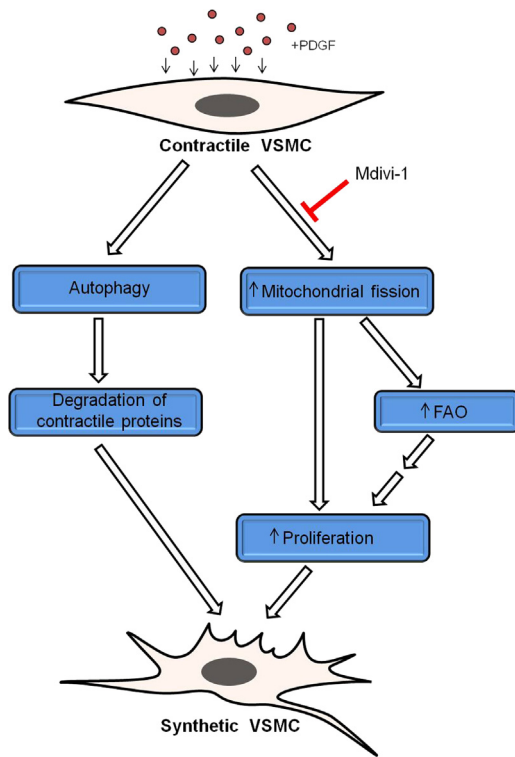 +PDGF
Contractile VSMC
Mdivi-1
Autophagy
↑Mitochondrial fission
Degradation of
contractile proteins
↑FAO
↑Proliferation
Synthetic VSMC